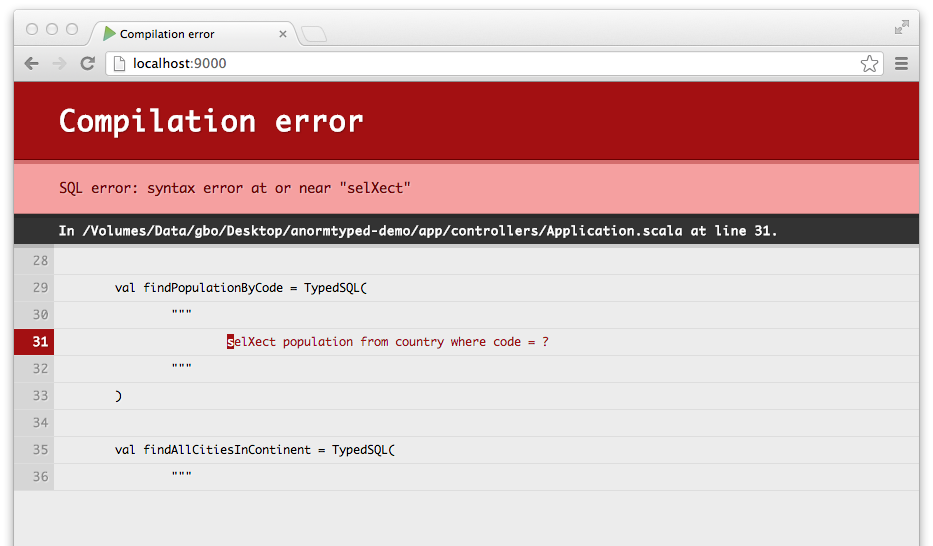 Compilation error
localhost:9000
Compilation error
SQL error: syntax error at or near "selXect"
In /Volumes/Data/gbo/Desktop/anormtyped-demo/app/controllers/Application.scala at line 31.
28
29 val findPopulationByCode = TypedSQL(
30 """
31 selXect population from country where code = ?
32 """
33 )
34
35 val findAllCitiesInContinent = TypedSQL(
36 """